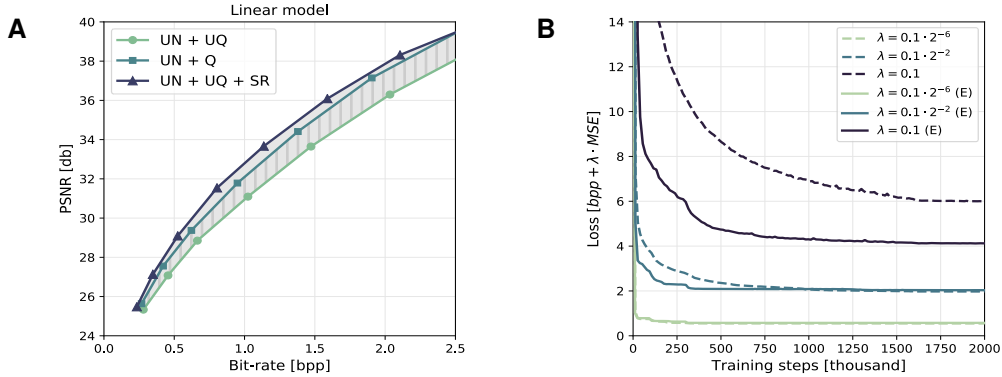 A
Linear model
PSNR [db]
40
38
36
34
32
30
28
26
24
UN + UQ
UN + Q
UN + UQ + SR
0.0 0.5 1.0 1.5 2.0 2.5
Bit-rate [bpp]
B
Loss [bpp + λ · MSE]
14
12
10
8
6
4
2
0
λ = 0.1 · 2⁻⁶
λ = 0.1 · 2⁻²
λ = 0.1
λ = 0.1 · 2⁻⁶ (E)
λ = 0.1 · 2⁻² (E)
λ = 0.1 (E)
0 250 500 750 1000 1250 1500 1750 2000
Training steps [thousand]